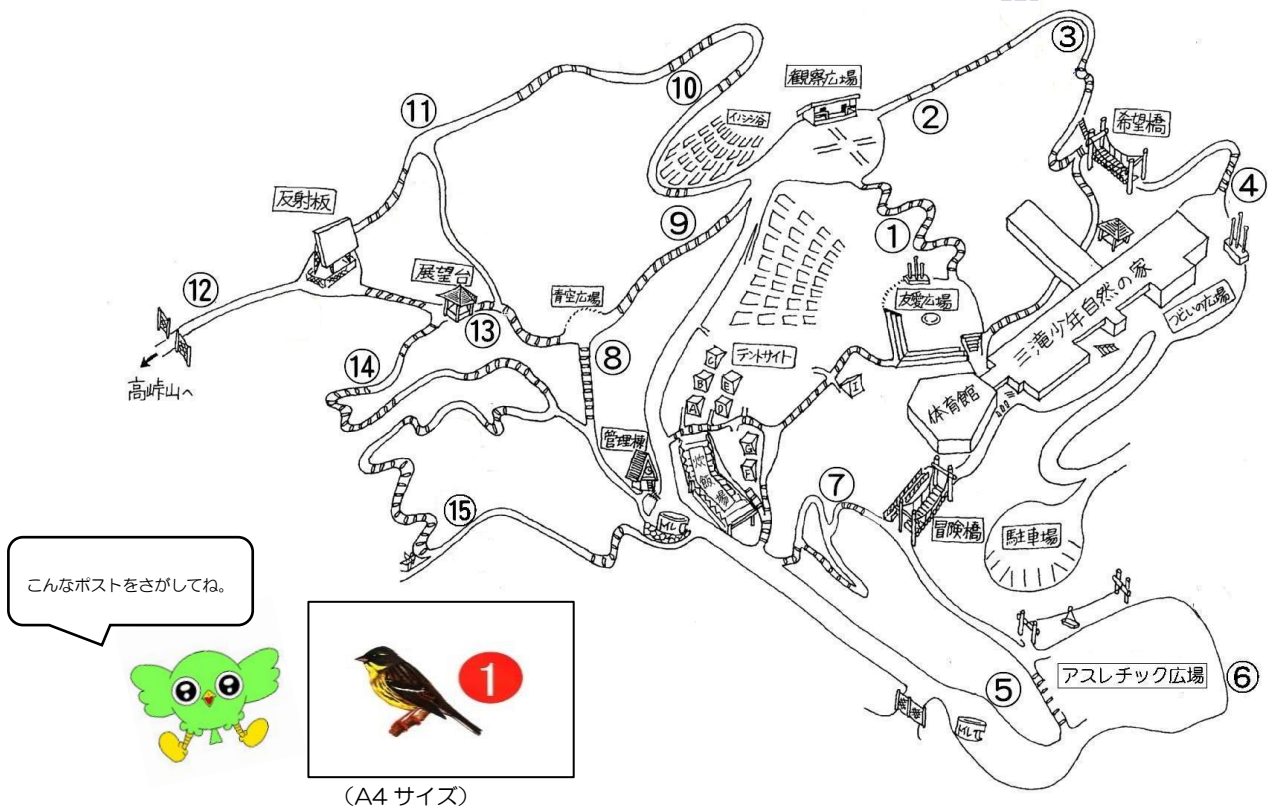 ③
⑩
観察広場
⑪
イノシシ谷
②
希望橋
④
反射板
⑨
①
展望台
⑫
青空広場
友愛広場
三滝少年自然の家
つどいの広場
⑬
高峠山へ
⑭
⑧
テントサイト
C
B
E
A
D
I
体育館
管理棟
炊飯場
G
F
⑦
冒険橋
駐車場
⑮
こんなポストをさがしてね。
1
アスレチック広場
⑥
⑤
(A4 サイズ)